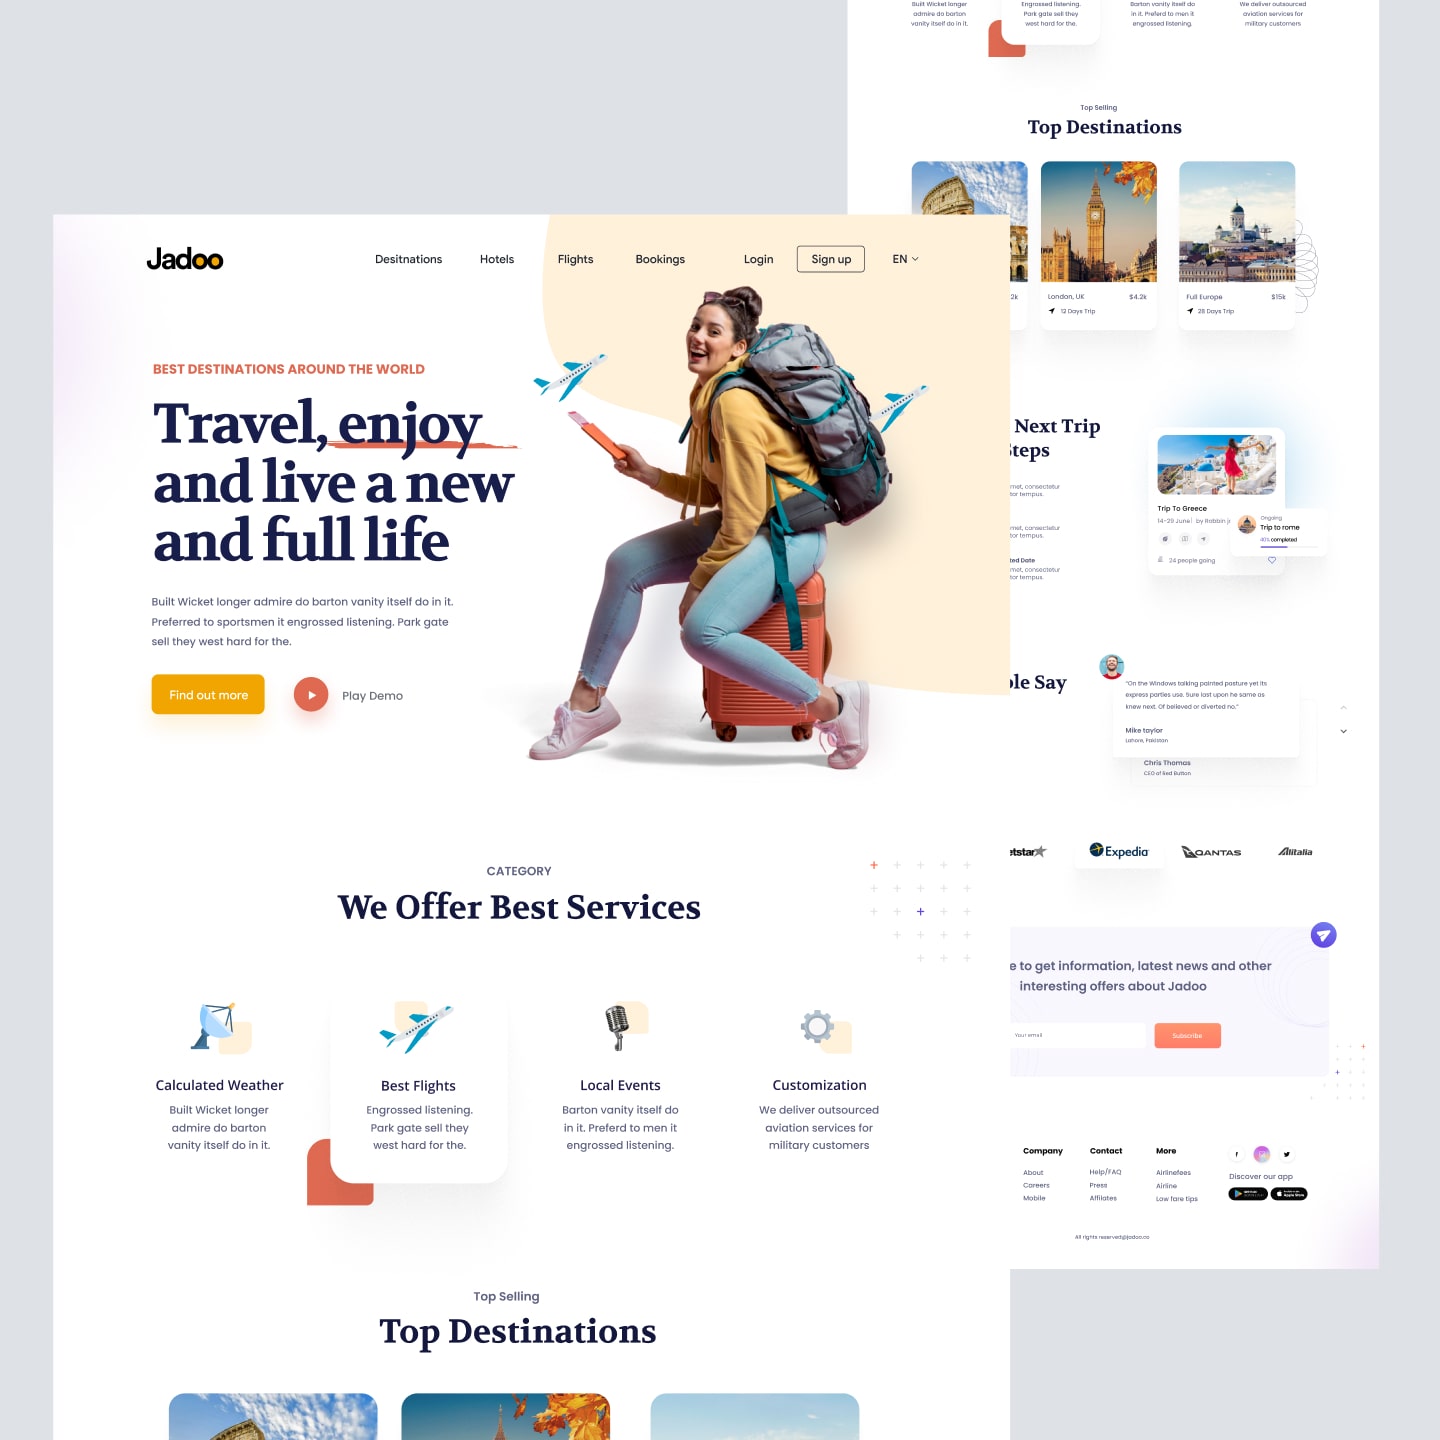 Jadoo
Desitnations
Hotels
Flights
Bookings
Login
Sign up
EN
BEST DESTINATIONS AROUND THE WORLD
Travel, enjoy
and live a new
and full life
Built Wicket longer admire do barton vanity itself do in it.
Preferred to sportsmen it engrossed listening. Park gate
sell they west hard for the.
Find out more
Play Demo
CATEGORY
We Offer Best Services
Calculated Weather
Built Wicket longer
admire do barton
vanity itself do in it.
Best Flights
Engrossed listening.
Park gate sell they
west hard for the.
Local Events
Barton vanity itself do
in it. Preferd to men it
engrossed listening.
Customization
We deliver outsourced
aviation services for
military customers
Top Selling
Top Destinations
Built Wicket longer
admire do barton
vanity itself do in it.
Engrossed listening.
Park gate sell they
west hard for the.
Barton vanity itself do
in it. Preferd to men it
engrossed listening.
We deliver outsourced
aviation services for
military customers
Top Selling
Top Destinations
2k
London, UK
$4.2k
12 Days Trip
Full Europe
$15k
28 Days Trip
Next Trip
Steps
met, consectetur
tor tempus.
met, consectetur
tor tempus.
ted Date
met, consectetur
tor tempus.
Trip To Greece
14-29 June | by Robbin j
24 people going
Ongoing
Trip to rome
40% completed
ple Say
"On the Windows talking painted pasture yet its
express parties use. Sure last upon he same as
knew next. Of believed or diverted no."
Mike taylor
Lahore, Pakistan
Chris Thomas
CEO of Red Button
etstar
Expedia
QANTAS
Alitalia
e to get information, latest news and other
interesting offers about Jadoo
Your email
Subscribe
Company
About
Careers
Mobile
Contact
Help/FAQ
Press
Affilates
More
Airlinefees
Airline
Low fare tips
Discover our app
Apple Store
All rights reserved@jadoo.co